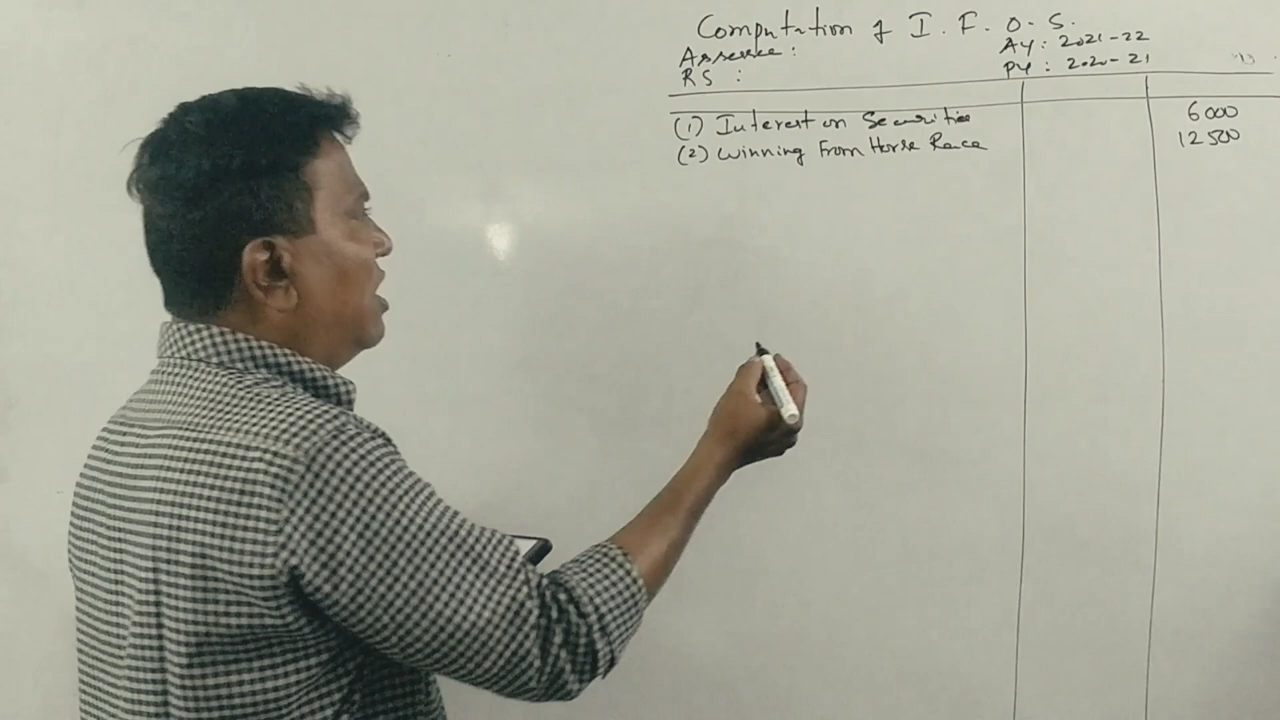 Computation of I. F. O. S.
Assessee :
AY : 2021-22
RS :
PY : 2020-21
(1) Interest on Securities 6000
(2) Winning From Horse Race 12500